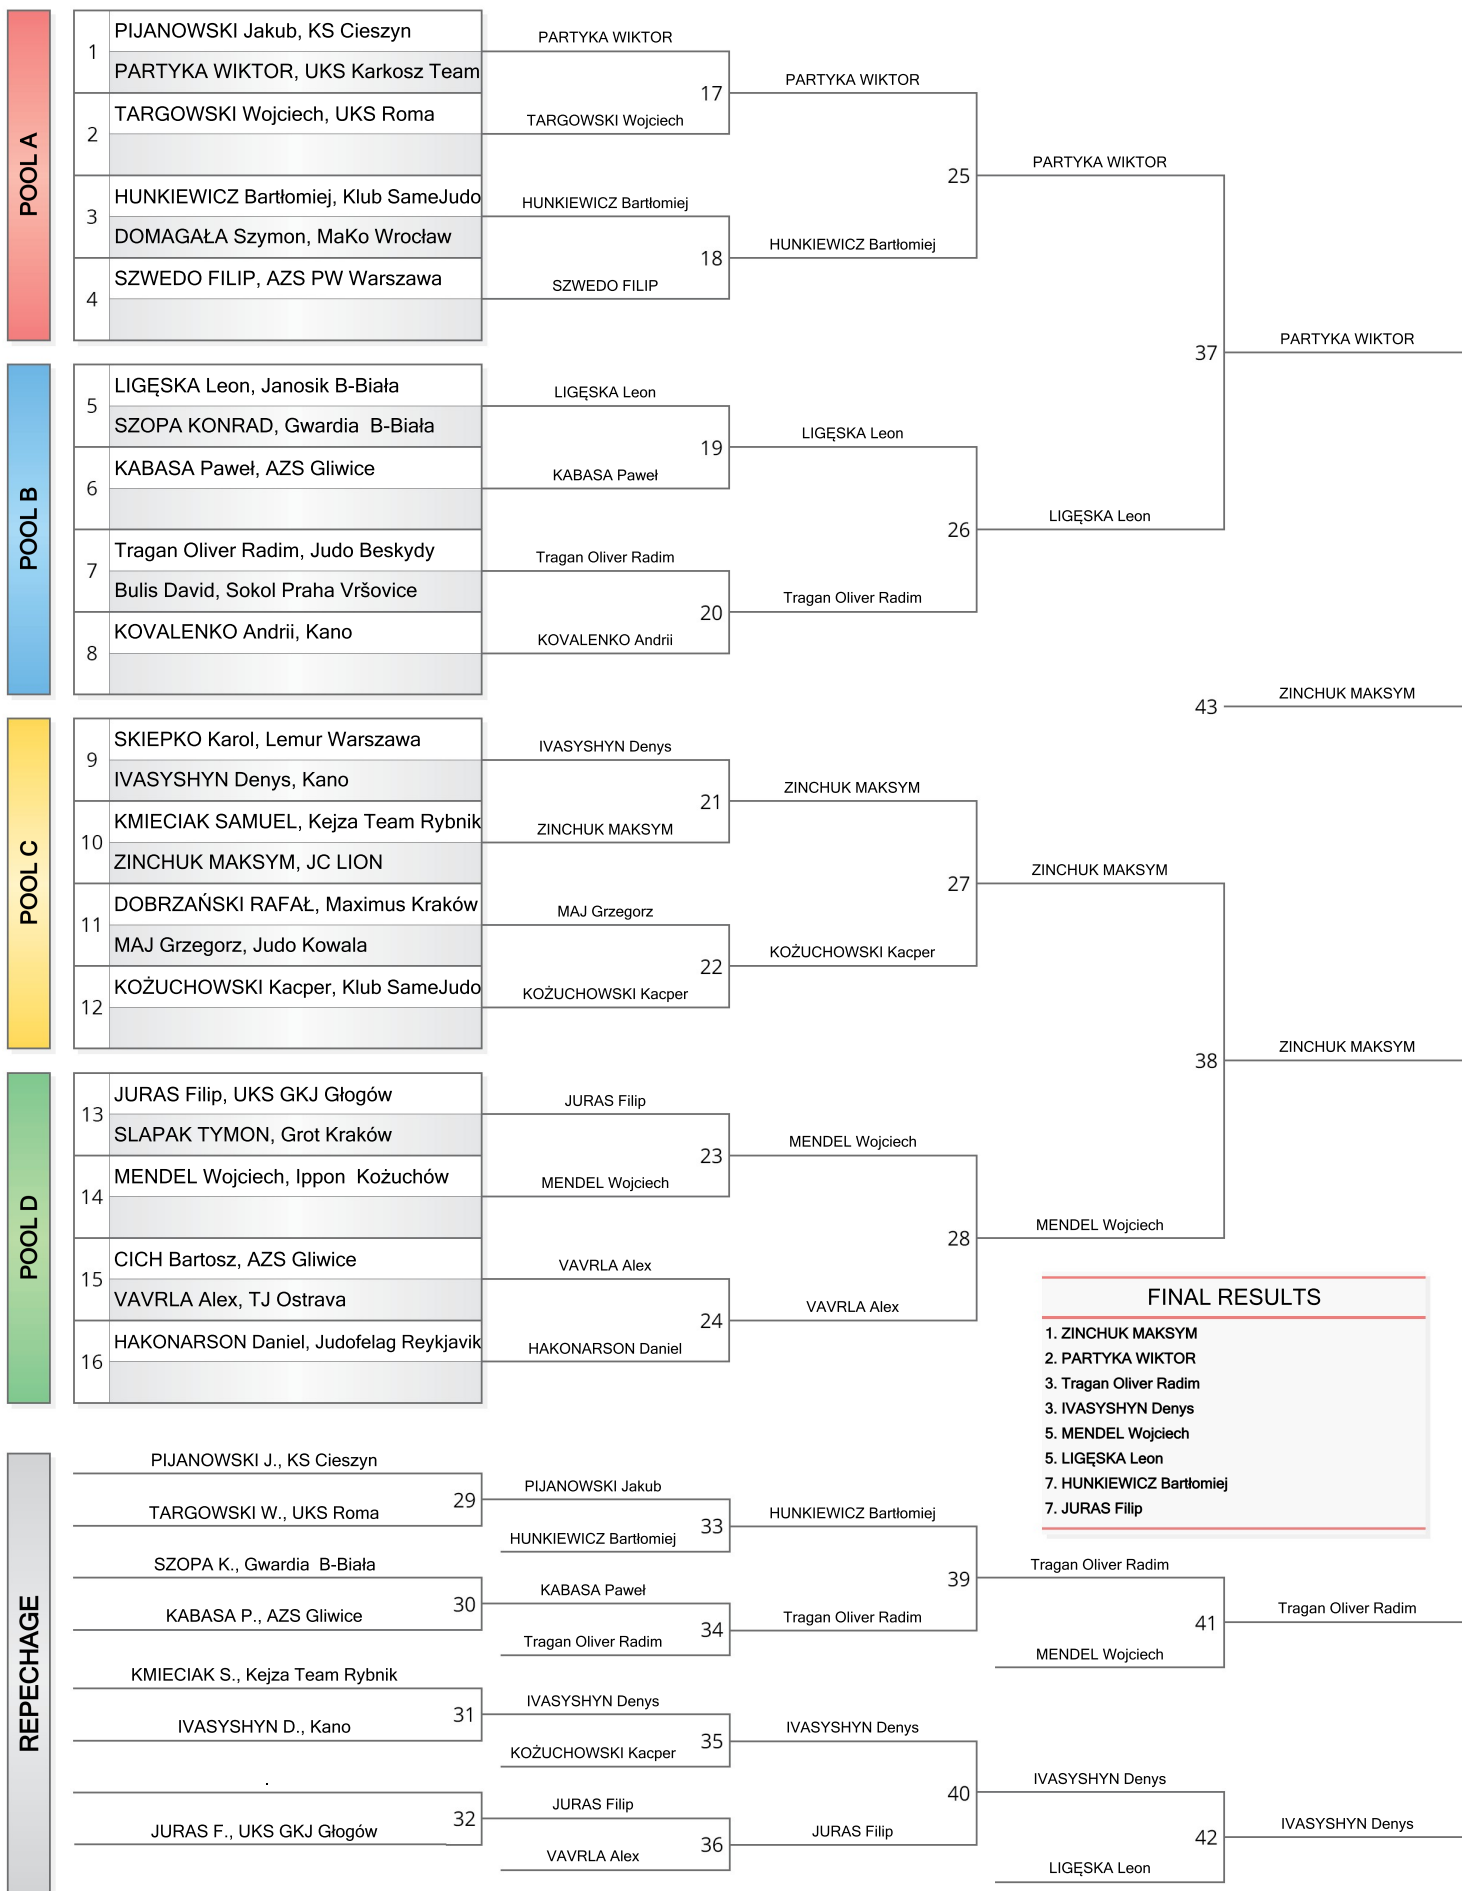 POOL A
1
PIJANOWSKI Jakub, KS Cieszyn
PARTYKA WIKTOR, UKS Karkosz Team
2
TARGOWSKI Wojciech, UKS Roma
3
HUNKIEWICZ Bartłomiej, Klub SameJudo
DOMAGAŁA Szymon, MaKo Wrocław
4
SZWEDO FILIP, AZS PW Warszawa
PARTYKA WIKTOR
17
TARGOWSKI Wojciech
HUNKIEWICZ Bartłomiej
18
SZWEDO FILIP
PARTYKA WIKTOR
25
HUNKIEWICZ Bartłomiej
PARTYKA WIKTOR
POOL B
5
LIGĘSKA Leon, Janosik B-Biała
SZOPA KONRAD, Gwardia  B-Biała
6
KABASA Paweł, AZS Gliwice
7
Tragan Oliver Radim, Judo Beskydy
Bulis David, Sokol Praha Vršovice
8
KOVALENKO Andrii, Kano
LIGĘSKA Leon
19
KABASA Paweł
Tragan Oliver Radim
20
KOVALENKO Andrii
LIGĘSKA Leon
26
Tragan Oliver Radim
LIGĘSKA Leon
37
PARTYKA WIKTOR
43
ZINCHUK MAKSYM
POOL C
9
SKIEPKO Karol, Lemur Warszawa
IVASYSHYN Denys, Kano
10
KMIECIAK SAMUEL, Kejza Team Rybnik
ZINCHUK MAKSYM, JC LION
11
DOBRZAŃSKI RAFAŁ, Maximus Kraków
MAJ Grzegorz, Judo Kowala
12
KOŻUCHOWSKI Kacper, Klub SameJudo
IVASYSHYN Denys
21
ZINCHUK MAKSYM
MAJ Grzegorz
22
KOŻUCHOWSKI Kacper
ZINCHUK MAKSYM
27
KOŻUCHOWSKI Kacper
ZINCHUK MAKSYM
POOL D
13
JURAS Filip, UKS GKJ Głogów
SLAPAK TYMON, Grot Kraków
14
MENDEL Wojciech, Ippon  Kożuchów
15
CICH Bartosz, AZS Gliwice
VAVRLA Alex, TJ Ostrava
16
HAKONARSON Daniel, Judofelag Reykjavik
JURAS Filip
23
MENDEL Wojciech
VAVRLA Alex
24
HAKONARSON Daniel
MENDEL Wojciech
28
VAVRLA Alex
MENDEL Wojciech
38
ZINCHUK MAKSYM
FINAL RESULTS
1. ZINCHUK MAKSYM
2. PARTYKA WIKTOR
3. Tragan Oliver Radim
3. IVASYSHYN Denys
5. MENDEL Wojciech
5. LIGĘSKA Leon
7. HUNKIEWICZ Bartłomiej
7. JURAS Filip
REPECHAGE
PIJANOWSKI J., KS Cieszyn
29
TARGOWSKI W., UKS Roma
SZOPA K., Gwardia  B-Biała
30
KABASA P., AZS Gliwice
KMIECIAK S., Kejza Team Rybnik
31
IVASYSHYN D., Kano
.
32
JURAS F., UKS GKJ Głogów
PIJANOWSKI Jakub
33
HUNKIEWICZ Bartłomiej
KABASA Paweł
34
Tragan Oliver Radim
IVASYSHYN Denys
35
KOŻUCHOWSKI Kacper
JURAS Filip
36
VAVRLA Alex
HUNKIEWICZ Bartłomiej
39
Tragan Oliver Radim
IVASYSHYN Denys
40
JURAS Filip
Tragan Oliver Radim
41
MENDEL Wojciech
IVASYSHYN Denys
42
LIGĘSKA Leon
Tragan Oliver Radim
IVASYSHYN Denys